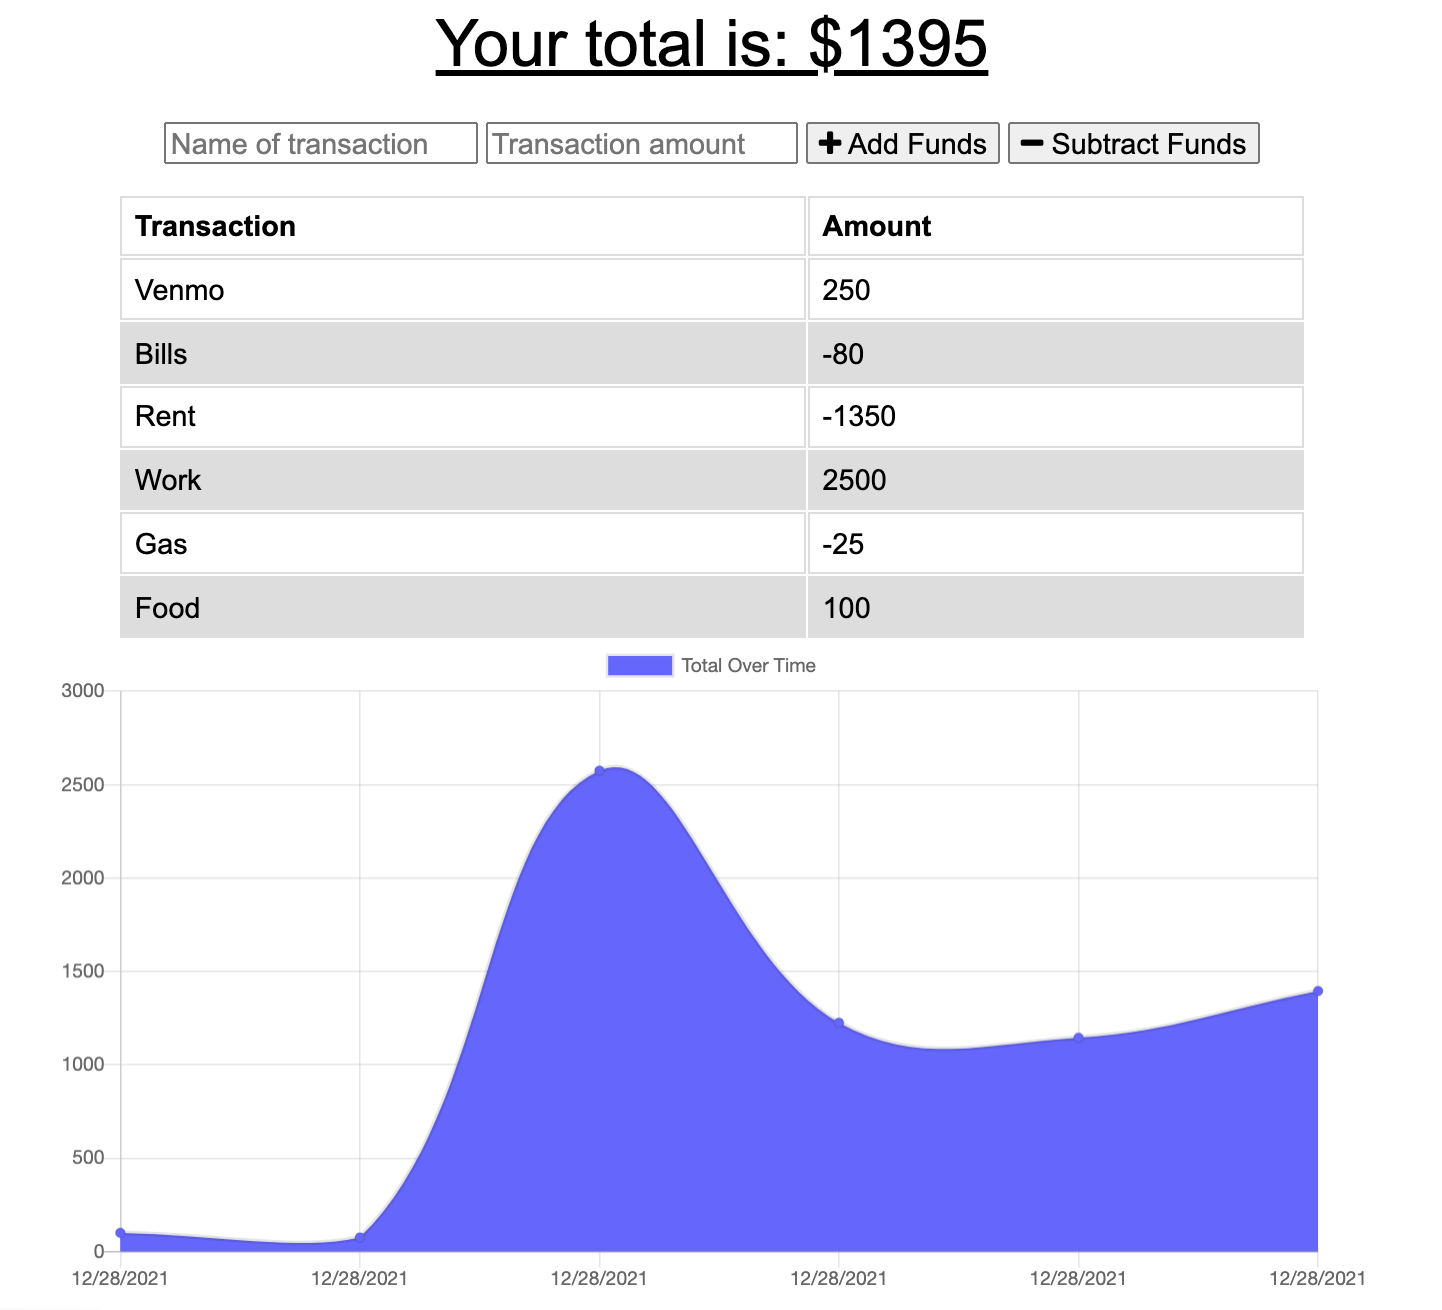 Your total is: $1395
Name of transaction Transaction amount + Add Funds − Subtract Funds
Transaction Amount
Venmo 250
Bills -80
Rent -1350
Work 2500
Gas -25
Food 100
Total Over Time
3000
2500
2000
1500
1000
500
0
12/28/2021 12/28/2021 12/28/2021 12/28/2021 12/28/2021 12/28/2021